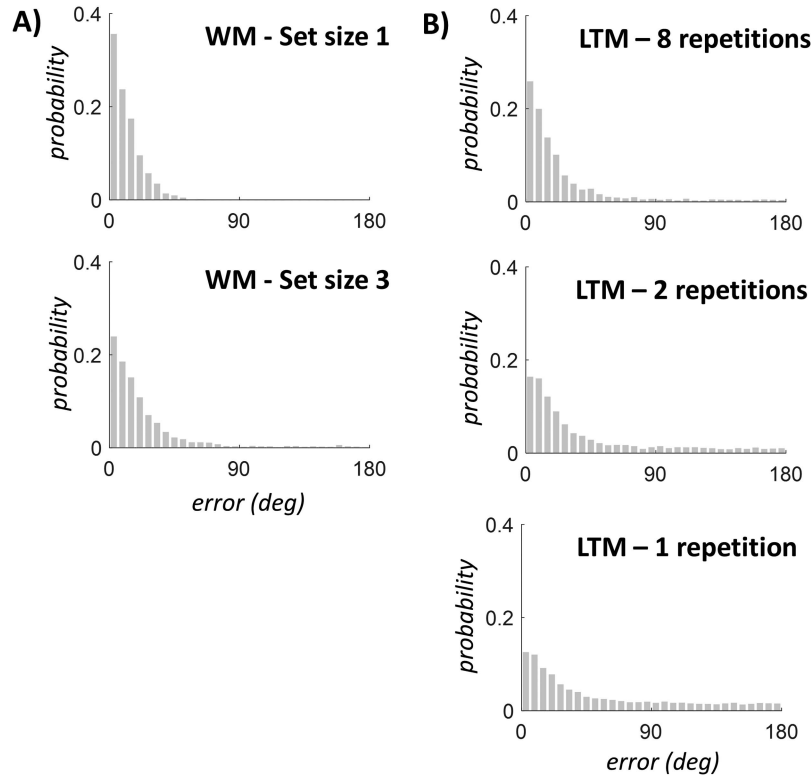 A)
WM - Set size 1
0.4
0.2
0
probability
0 90 180
WM - Set size 3
0.4
0.2
0
probability
0 90 180
error (deg)
B)
LTM – 8 repetitions
0.4
0.2
0
probability
0 90 180
LTM – 2 repetitions
0.4
0.2
0
probability
0 90 180
LTM – 1 repetition
0.4
0.2
0
probability
0 90 180
error (deg)